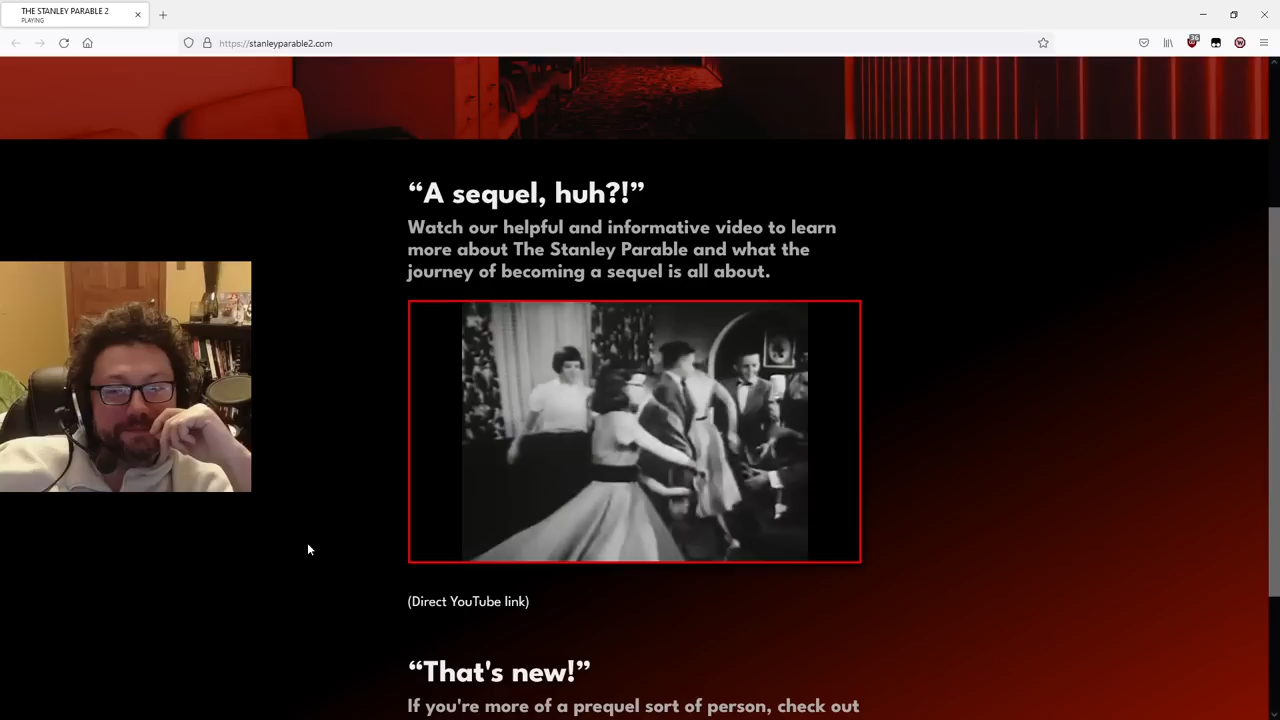 THE STANLEY PARABLE 2
PLAYING
https://stanleyparable2.com
“A sequel, huh?!”
Watch our helpful and informative video to learn
more about The Stanley Parable and what the
journey of becoming a sequel is all about.
(Direct YouTube link)
“That's new!”
If you're more of a prequel sort of person, check out